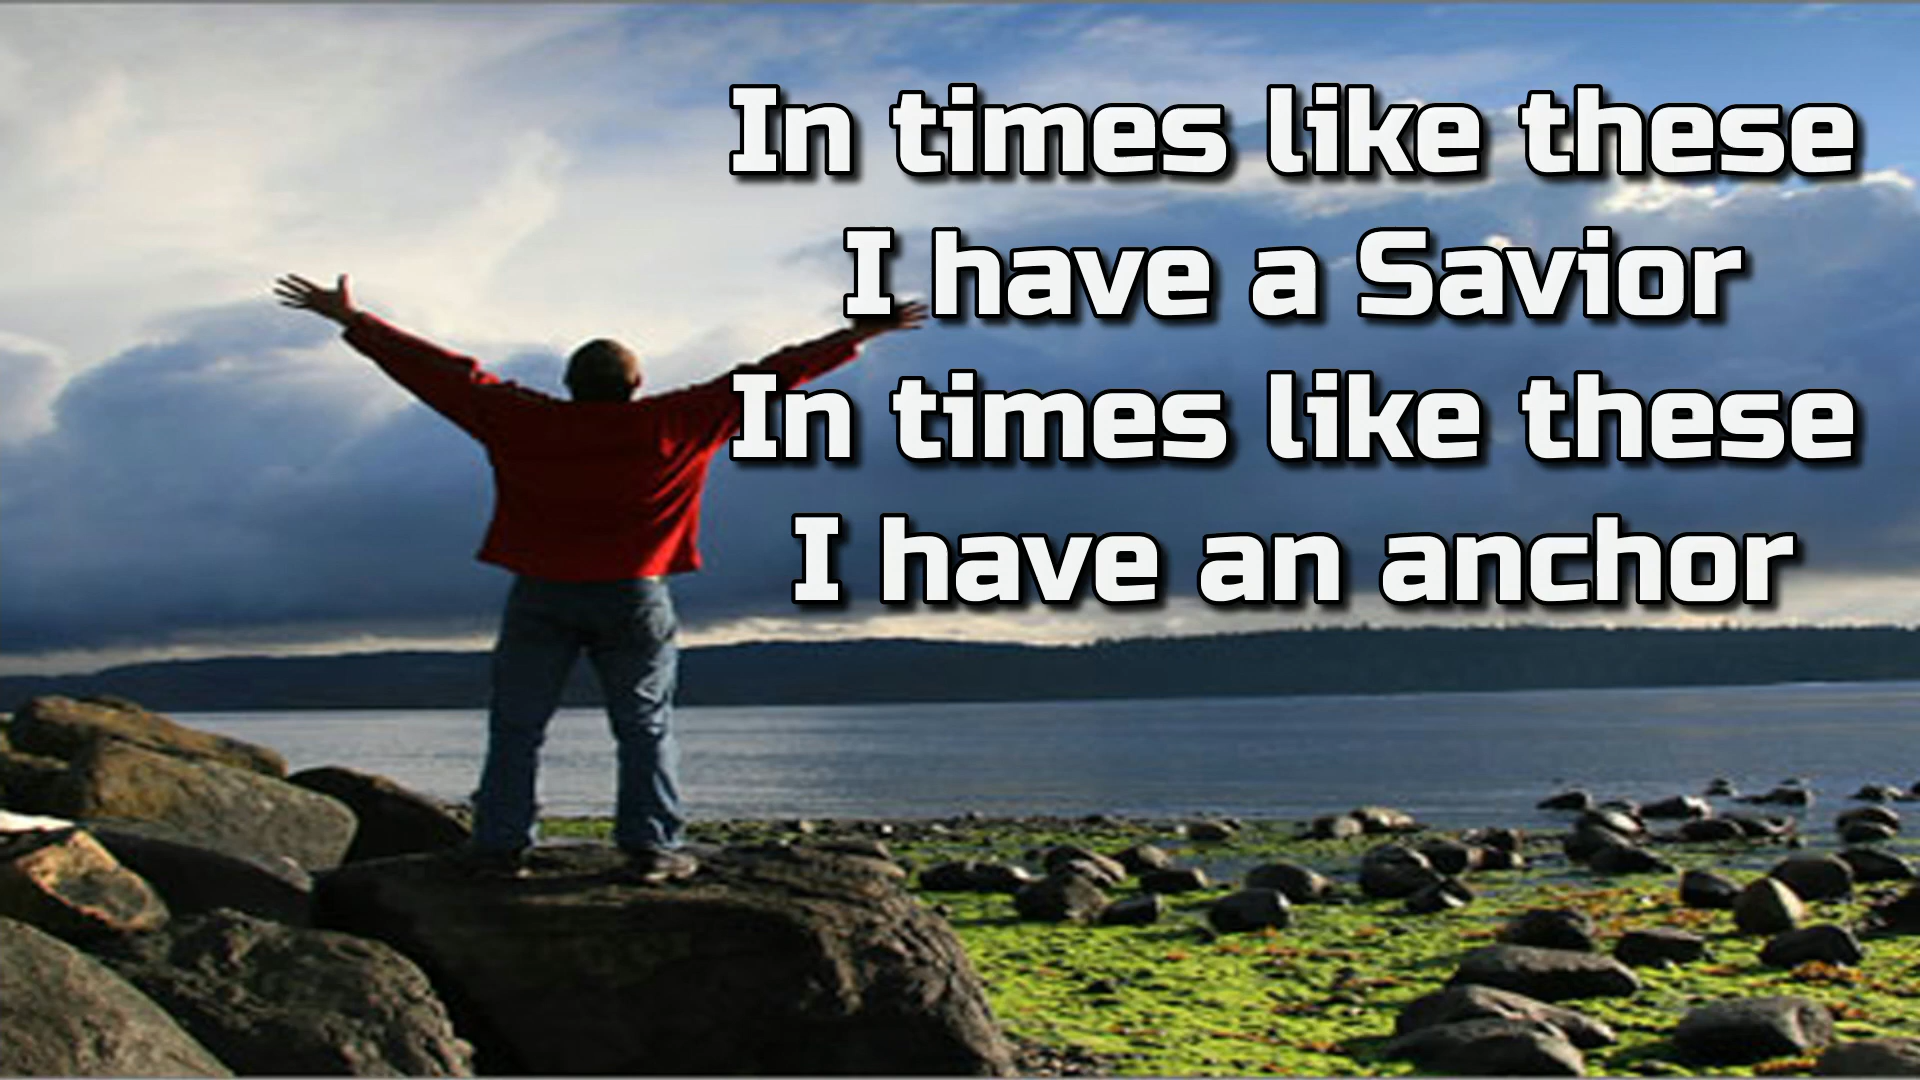 In times like these
I have a Savior
In times like these
I have an anchor